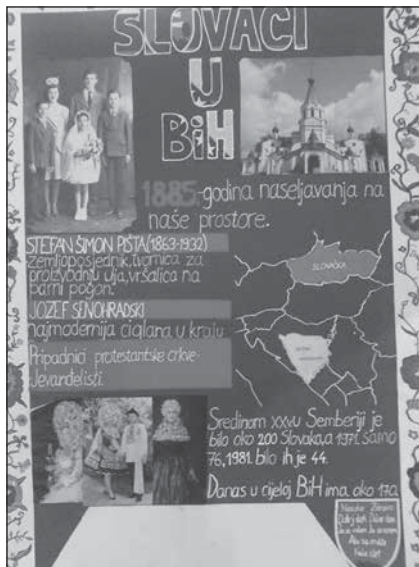 SLOVACI
U
BiH
1885.-godina naseljavanja na
naše prostore.
STEFAN ŠIMON PIŠTA (1863-1932)
zemljoposjednik, tvornica za
proizvodnju ulja, vršalica na
parni pogon.
JOZEF SENOHRADSKI
najmodernija ciglana u kraju
Pripadnici protestantske crkve-
Jevanđelisti.
SLOVAČKA
Sredinom XX v. u Semberiji je
bilo oko 200 Slovaka, a 1971. samo
76, 1981. bilo ih je 44.
Danas u cijeloj BiH ima oko 170.